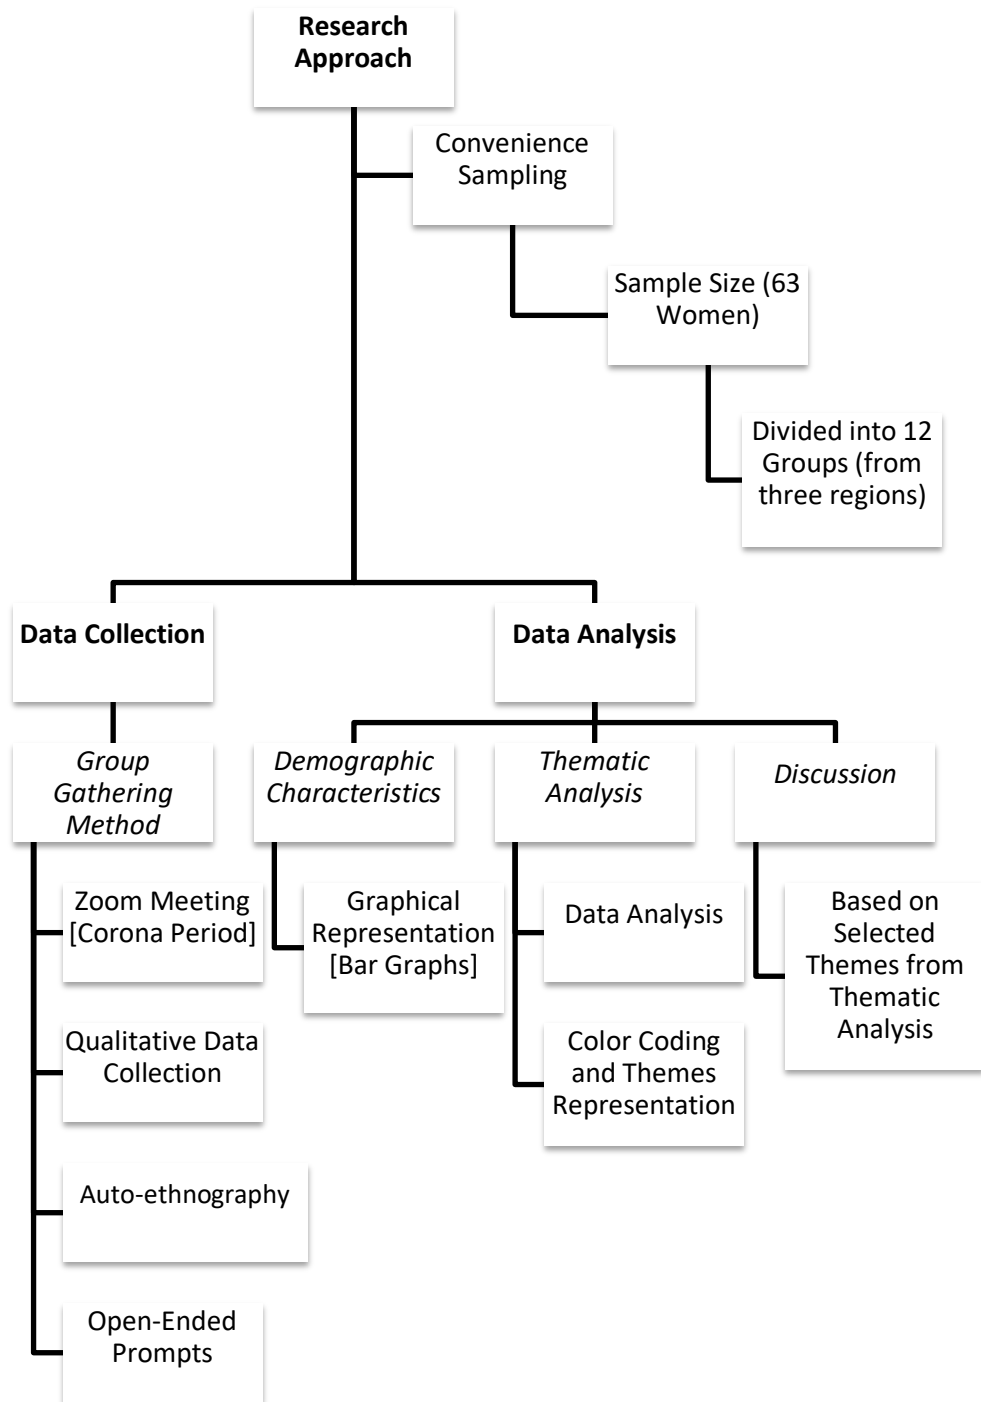 Research
Approach
Convenience
Sampling
Sample Size (63
Women)
Divided into 12
Groups (from
three regions)
Data Collection
Data Analysis
Group
Gathering
Method
Demographic
Characteristics
Thematic
Analysis
Discussion
Zoom Meeting
[Corona Period]
Qualitative Data
Collection
Auto-ethnography
Open-Ended
Prompts
Graphical
Representation
[Bar Graphs]
Data Analysis
Color Coding
and Themes
Representation
Based on
Selected
Themes from
Thematic
Analysis